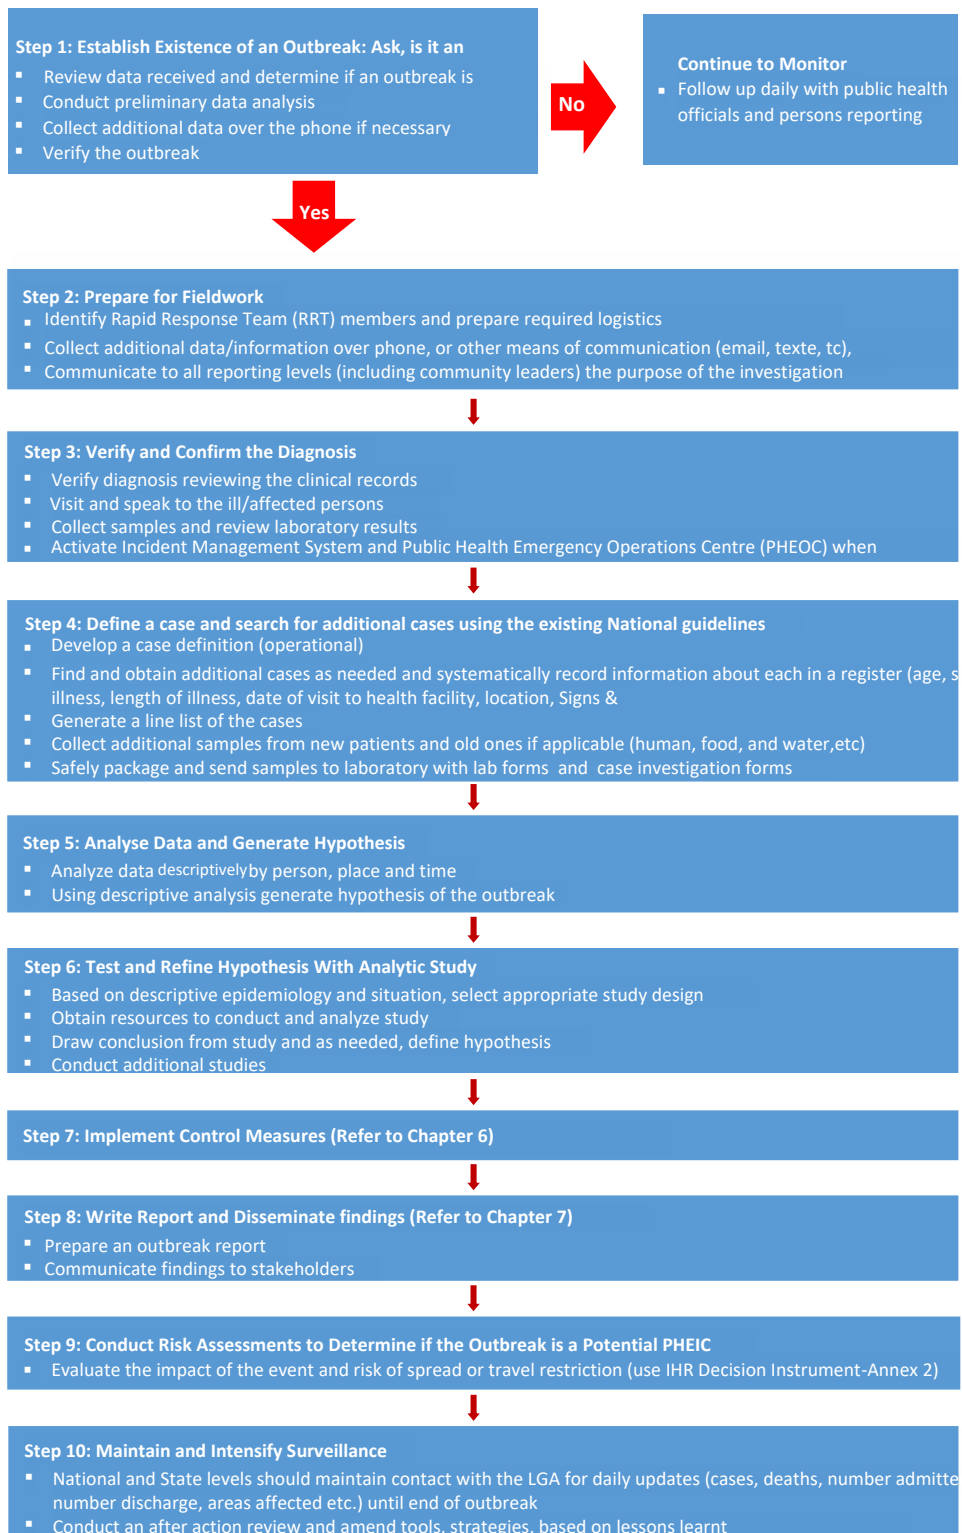 Step 1: Establish Existence of an Outbreak: Ask, is it an
▪ Review data received and determine if an outbreak is
▪ Conduct preliminary data analysis
▪ Collect additional data over the phone if necessary
▪ Verify the outbreak
No
Continue to Monitor
▪ Follow up daily with public health
officials and persons reporting
Yes
Step 2: Prepare for Fieldwork
▪ Identify Rapid Response Team (RRT) members and prepare required logistics
▪ Collect additional data/information over phone, or other means of communication (email, texte, tc),
▪ Communicate to all reporting levels (including community leaders) the purpose of the investigation
Step 3: Verify and Confirm the Diagnosis
▪ Verify diagnosis reviewing the clinical records
▪ Visit and speak to the ill/affected persons
▪ Collect samples and review laboratory results
▪ Activate Incident Management System and Public Health Emergency Operations Centre (PHEOC) when
Step 4: Define a case and search for additional cases using the existing National guidelines
▪ Develop a case definition (operational)
▪ Find and obtain additional cases as needed and systematically record information about each in a register (age, s
illness, length of illness, date of visit to health facility, location, Signs &
▪ Generate a line list of the cases
▪ Collect additional samples from new patients and old ones if applicable (human, food, and water,etc)
▪ Safely package and send samples to laboratory with lab forms and case investigation forms
Step 5: Analyse Data and Generate Hypothesis
▪ Analyze data descriptively by person, place and time
▪ Using descriptive analysis generate hypothesis of the outbreak
Step 6: Test and Refine Hypothesis With Analytic Study
▪ Based on descriptive epidemiology and situation, select appropriate study design
▪ Obtain resources to conduct and analyze study
▪ Draw conclusion from study and as needed, define hypothesis
▪ Conduct additional studies
Step 7: Implement Control Measures (Refer to Chapter 6)
Step 8: Write Report and Disseminate findings (Refer to Chapter 7)
▪ Prepare an outbreak report
▪ Communicate findings to stakeholders
Step 9: Conduct Risk Assessments to Determine if the Outbreak is a Potential PHEIC
▪ Evaluate the impact of the event and risk of spread or travel restriction (use IHR Decision Instrument-Annex 2)
Step 10: Maintain and Intensify Surveillance
▪ National and State levels should maintain contact with the LGA for daily updates (cases, deaths, number admitte
number discharge, areas affected etc.) until end of outbreak
▪ Conduct an after action review and amend tools, strategies, based on lessons learnt